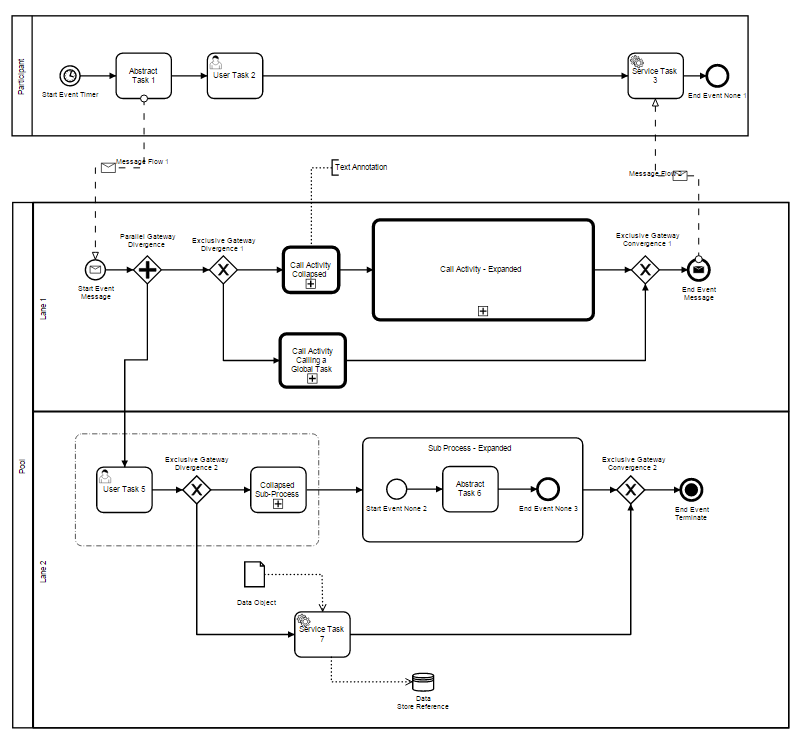 Participant
Start Event Timer
Abstract
Task 1
User Task 2
Service Task
3
End Event None 1
Message Flow 1
Text Annotation
Message Flow
Pool
Lane 1
Start Event
Message
Parallel Gateway
Divergence
Exclusive Gateway
Divergence 1
Call Activity
Collapsed
Call Activity - Expanded
Exclusive Gateway
Convergence 1
End Event
Message
Call Activity
Calling a
Global Task
Lane 2
User Task 5
Exclusive Gateway
Divergence 2
Collapsed
Sub-Process
Sub Process - Expanded
Start Event None 2
Abstract
Task 6
End Event None 3
Exclusive Gateway
Convergence 2
End Event
Terminate
Data Object
Service Task
7
Data
Store Reference